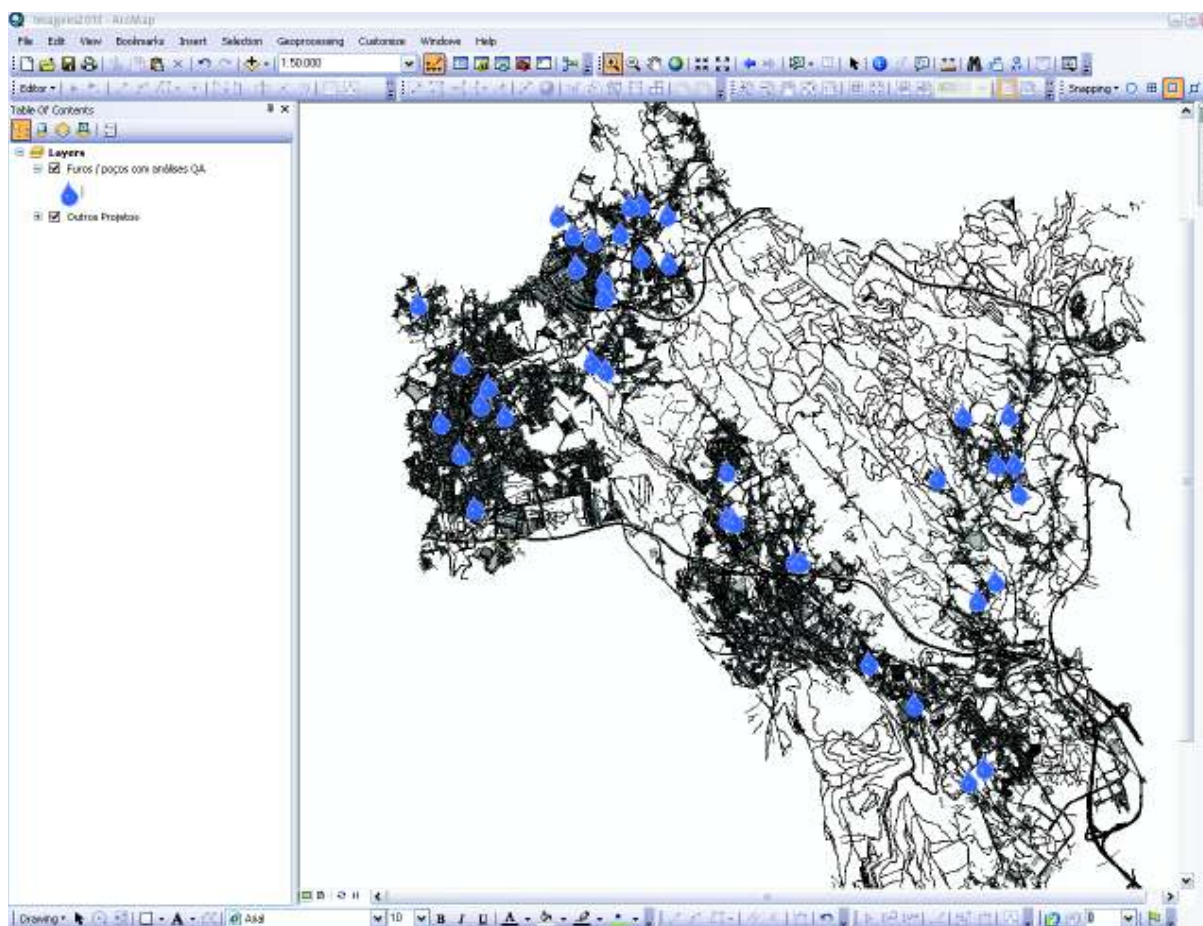 ArcMap
File Edit View Bookmarks Insert Selection Geoprocessing Customize Windows Help
1:50.000
Editor
Snapping
Table Of Contents
Layers
Furos / poços com análises QA
Outros Projetos
Drawing
Arial
10
B I U A
0